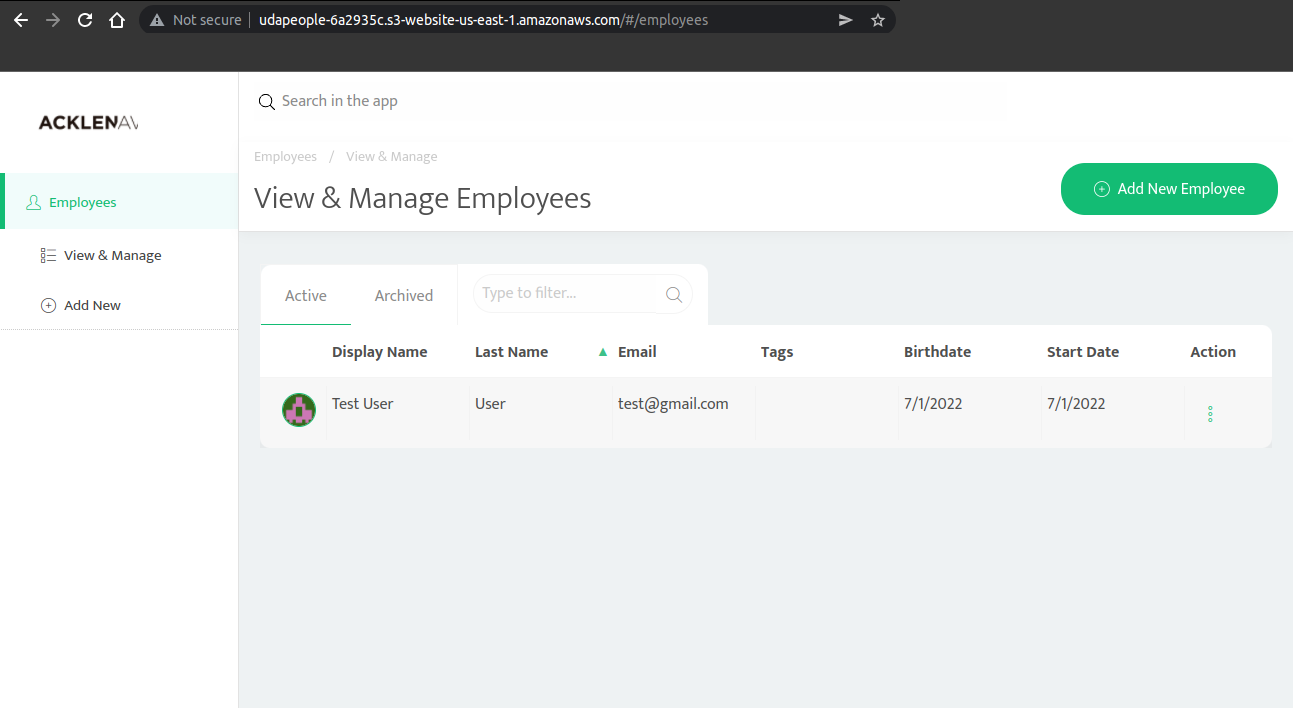 Not secure udapeople-6a2935c.s3-website-us-east-1.amazonaws.com/#/employees
ACKLENAV
Search in the app
Employees / View & Manage
View & Manage Employees
Add New Employee
Employees
View & Manage
Add New
Active Archived Type to filter...
Display Name Last Name ▲ Email Tags Birthdate Start Date Action
Test User User test@gmail.com 7/1/2022 7/1/2022